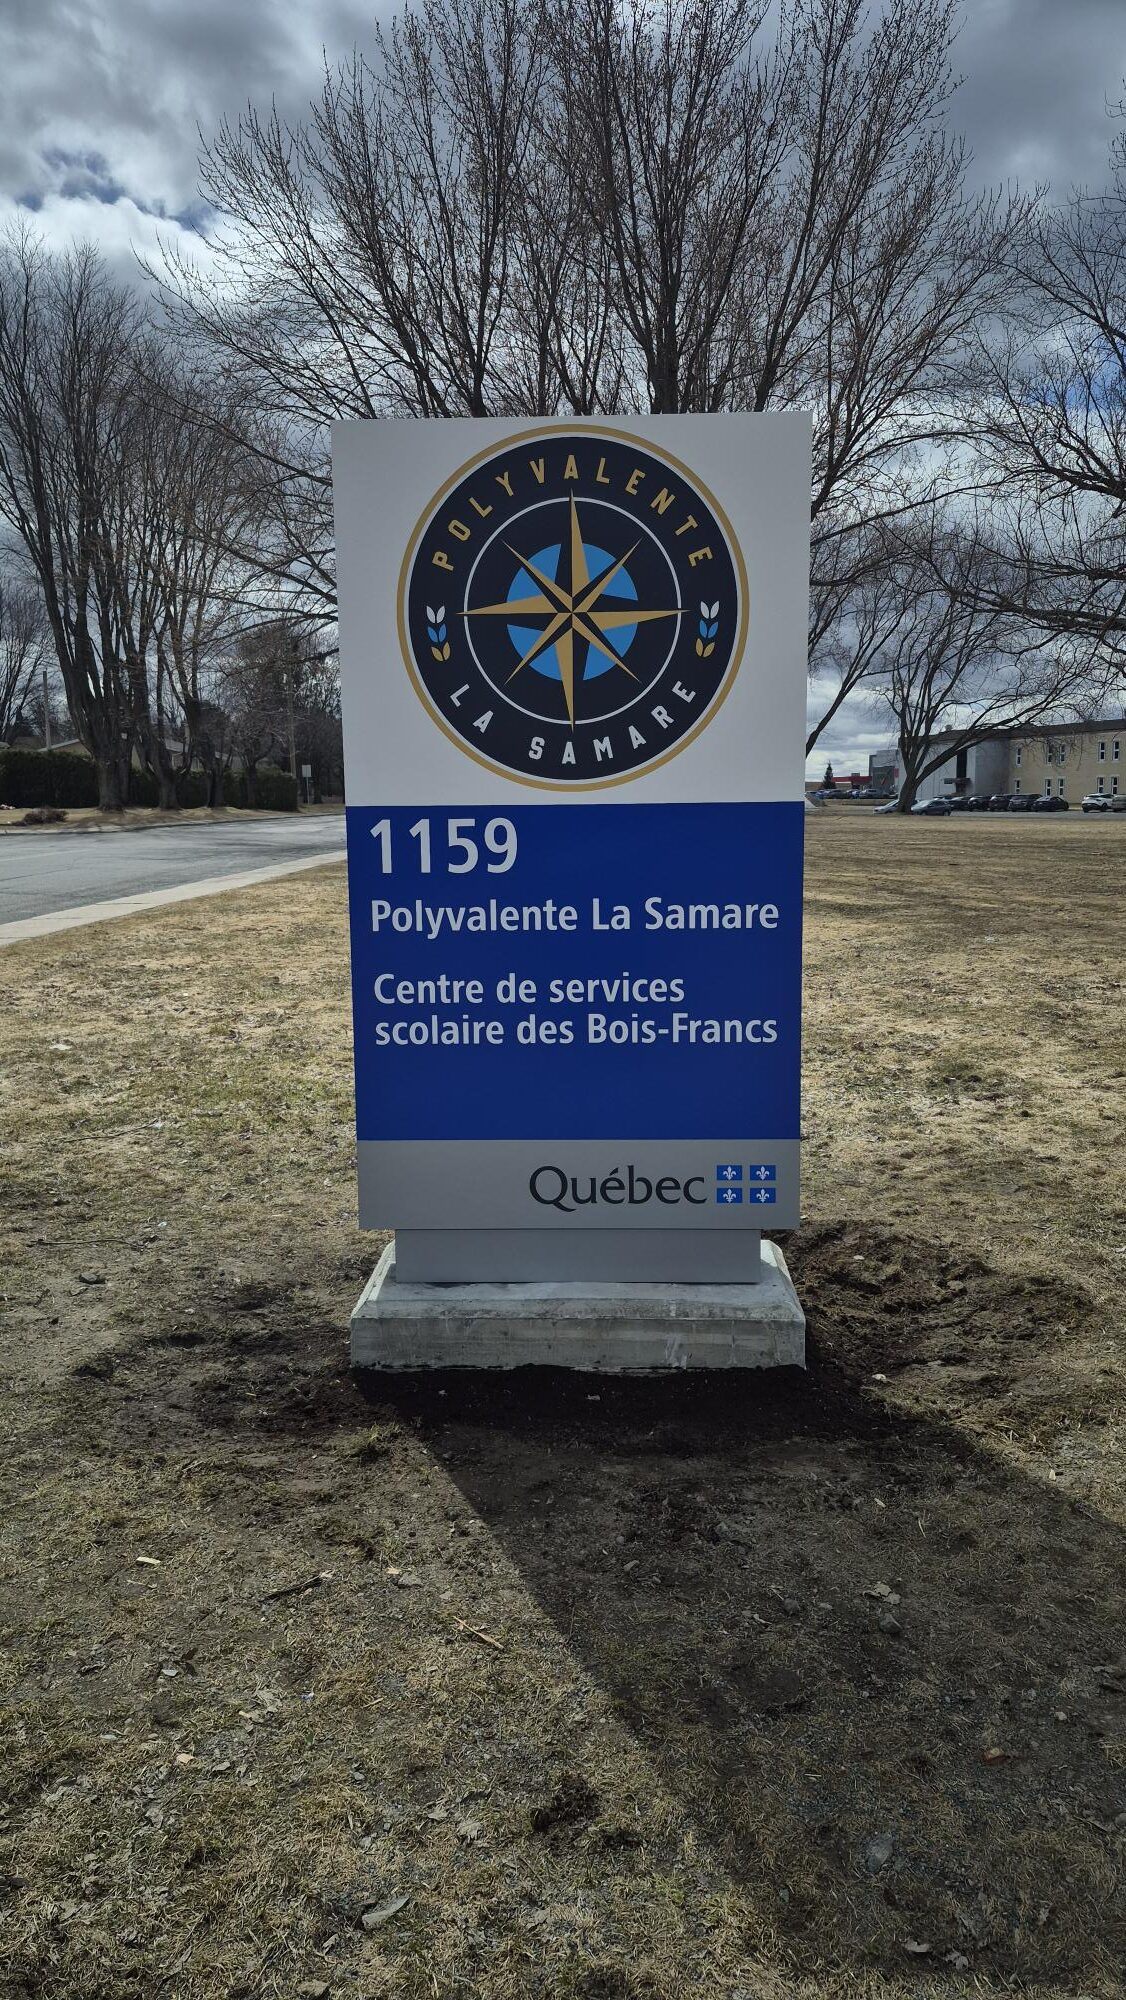 POLYVALENTE
LA SAMARE
1159
Polyvalente La Samare
Centre de services
scolaire des Bois-Francs
Québec